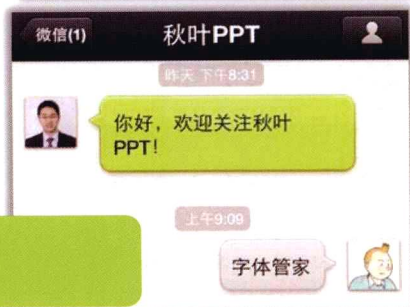 微信(1)
秋叶PPT
昨天 下午8:31
你好，欢迎关注秋叶
PPT！
上午9:09
字体管家